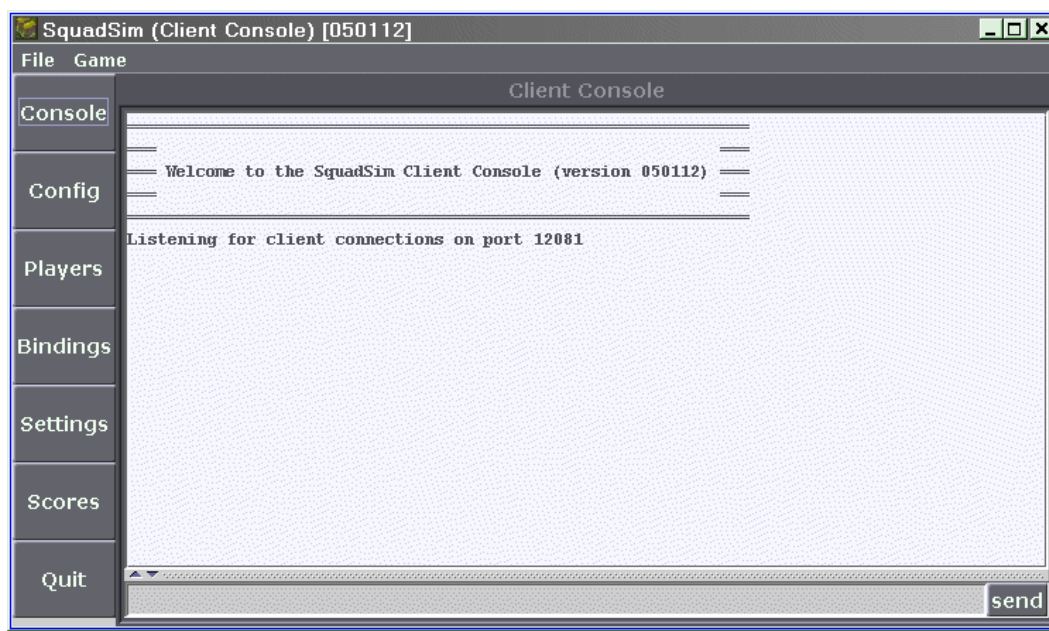 SquadSim (Client Console) [050112]
File Game
Client Console
Console
Config
Players
Bindings
Settings
Scores
Quit
Welcome to the SquadSim Client Console (version 050112)
Listening for client connections on port 12081
send